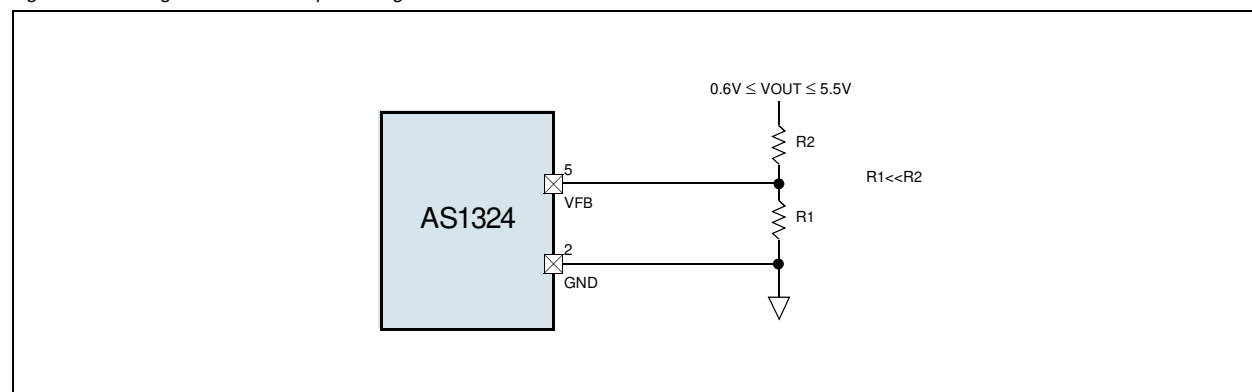 0.6V ≤ VOUT ≤ 5.5V
R2
5
R1<<R2
VFB
AS1324
R1
2
GND